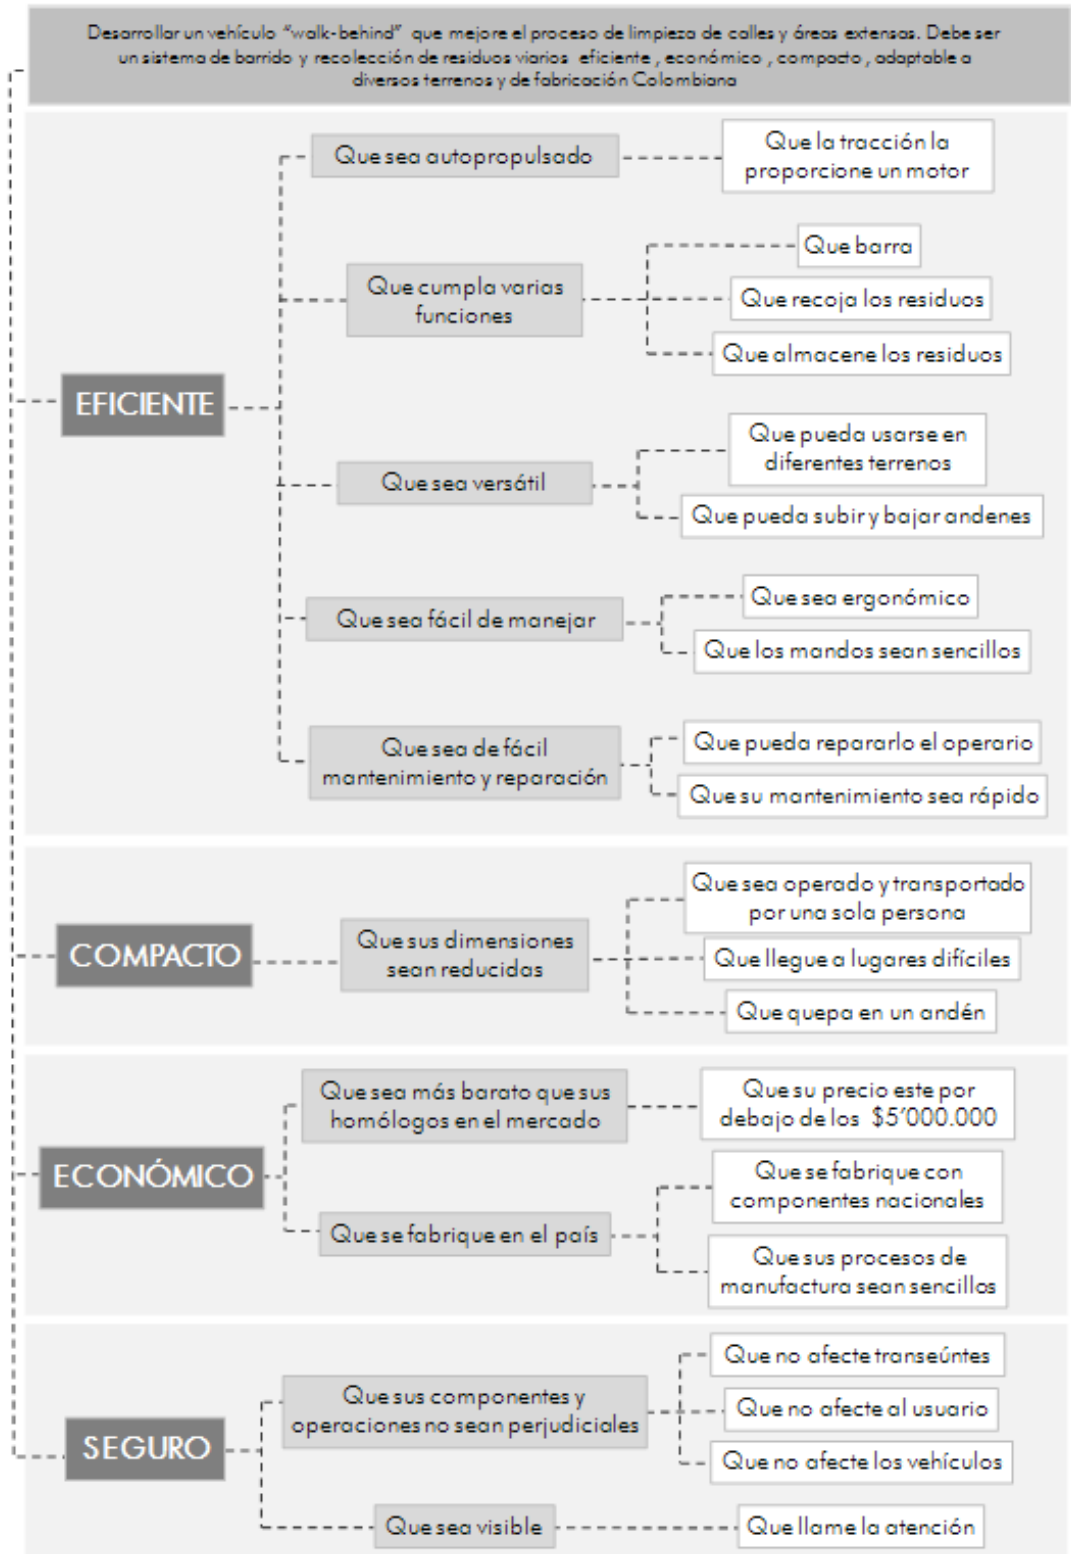 Desarrollar un vehículo “walk-behind” que mejore el proceso de limpieza de calles y áreas extensas. Debe ser
un sistema de barrido y recolección de residuos viarios eficiente , económico , compacto , adaptable a
diversos terrenos y de fabricación Colombiana
EFICIENTE
Que sea autopropulsado
Que la tracción la
proporcione un motor
Que cumpla varias
funciones
Que barra
Que recoja los residuos
Que almacene los residuos
Que sea versátil
Que pueda usarse en
diferentes terrenos
Que pueda subir y bajar andenes
Que sea fácil de manejar
Que sea ergonómico
Que los mandos sean sencillos
Que sea de fácil
mantenimiento y reparación
Que pueda repararlo el operario
Que su mantenimiento sea rápido
COMPACTO
Que sus dimensiones
sean reducidas
Que sea operado y transportado
por una sola persona
Que llegue a lugares difíciles
Que quepa en un andén
ECONÓMICO
Que sea más barato que sus
homólogos en el mercado
Que su precio este por
debajo de los $5’000.000
Que se fabrique en el país
Que se fabrique con
componentes nacionales
Que sus procesos de
manufactura sean sencillos
SEGURO
Que sus componentes y
operaciones no sean perjudiciales
Que no afecte transeúntes
Que no afecte al usuario
Que no afecte los vehículos
Que sea visible
Que llame la atención